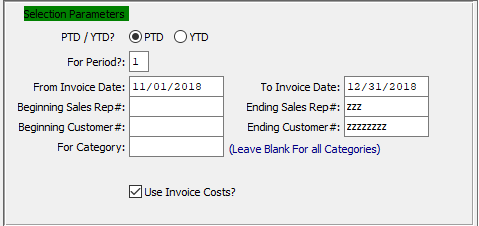 Selection Parameters
PTD / YTD? PTD YTD
For Period?: 1
From Invoice Date: 11/01/2018 To Invoice Date: 12/31/2018
Beginning Sales Rep#: Ending Sales Rep#: zzz
Beginning Customer#: Ending Customer#: zzzzzzzz
For Category: (Leave Blank For all Categories)
Use Invoice Costs?